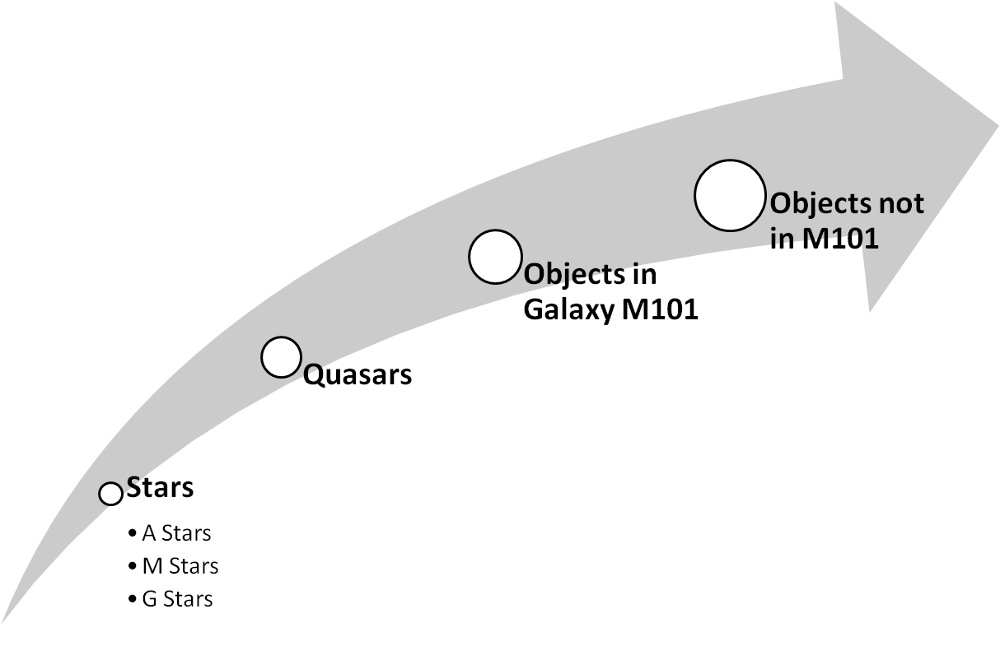 Stars
• A Stars
• M Stars
• G Stars
Quasars
Objects in
Galaxy M101
Objects not
in M101